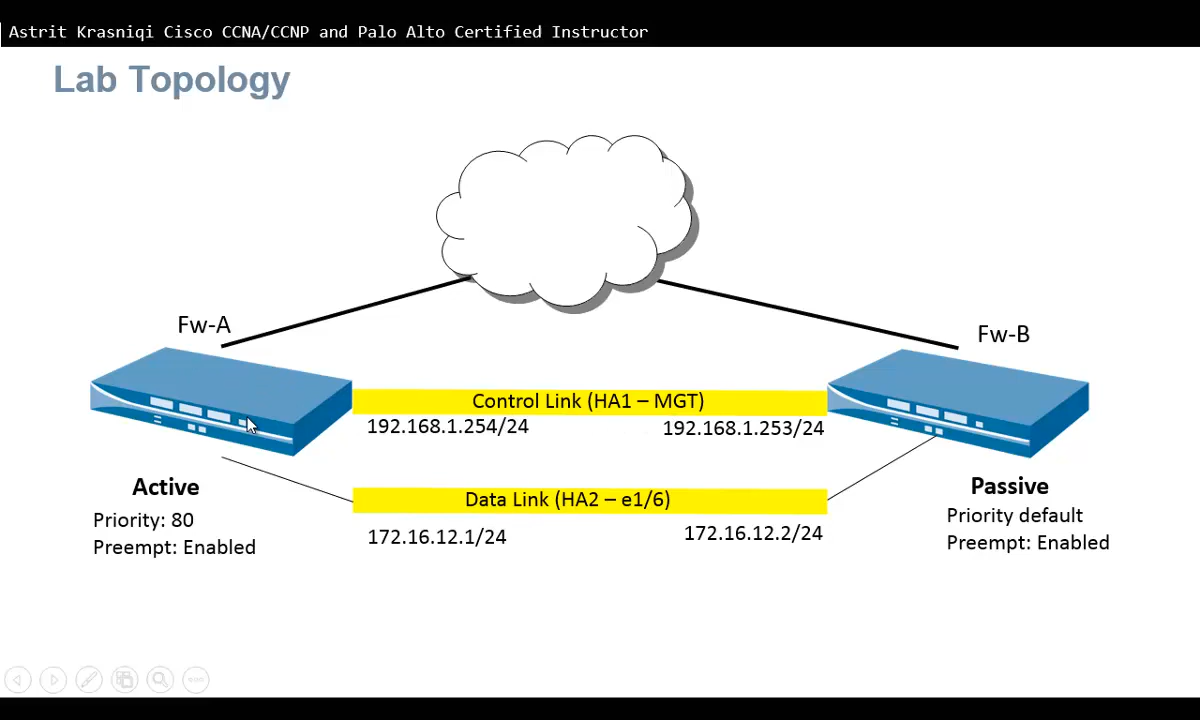 Astrit Krasniqi Cisco CCNA/CCNP and Palo Alto Certified Instructor
Lab Topology
Fw-A
Fw-B
Control Link (HA1 – MGT)
192.168.1.254/24
192.168.1.253/24
Data Link (HA2 – e1/6)
172.16.12.1/24
172.16.12.2/24
Active
Priority: 80
Preempt: Enabled
Passive
Priority default
Preempt: Enabled